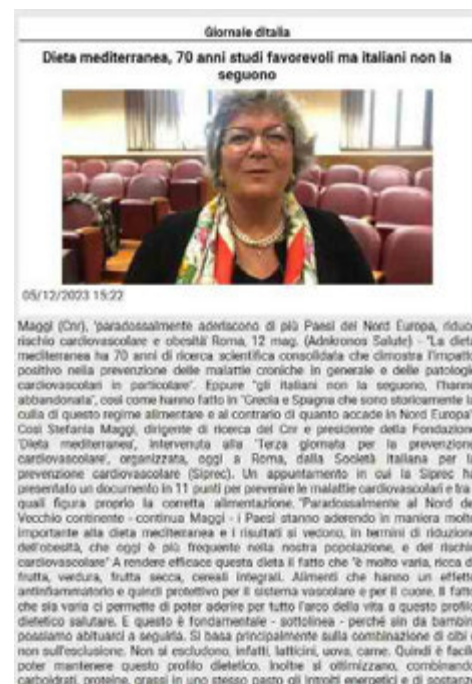 Giornale dItalia
Dieta mediterranea, 70 anni studi favorevoli ma italiani non la
seguono
05/12/2023 15:22
Maggi (Cnr), 'paradossalmente aderiscono di più Paesi del Nord Europa, riduc
rischio cardiovascolare e obesità' Roma, 12 mag. (Adnkronos Salute) - "La dieta
mediterranea ha 70 anni di ricerca scientifica consolidata che dimostra l'impatto
positivo nella prevenzione delle malattie croniche in generale e delle patologie
cardiovascolari in particolare". Eppure "gli italiani non la seguono, l'hanno
abbandonata", così come hanno fatto in "Grecia e Spagna che sono storicamente la
culla di questo regime alimentare e al contrario di quanto accade in Nord Europa".
Così Stefania Maggi, dirigente di ricerca del Cnr e presidente della Fondazione
'Dieta mediterranea', intervenuta alla 'Terza giornata per la prevenzione
cardiovascolare', organizzata, oggi a Roma, dalla Società italiana per la
prevenzione cardiovascolare (Siprec). Un appuntamento in cui la Siprec ha
presentato un documento in 11 punti per prevenire le malattie cardiovascolari e tra i
quali figura proprio la corretta alimentazione. "Paradossalmente al Nord del
Vecchio continente - continua Maggi - i Paesi stanno aderendo in maniera molto
importante alla dieta mediterranea e i risultati si vedono, in termini di riduzione
dell'obesità, che oggi è più frequente nella nostra popolazione, e del rischio
cardiovascolare" A rendere efficace questa dieta il fatto che "è molto varia, ricca di
frutta, verdura, frutta secca, cereali integrali. Alimenti che hanno un effetto
antinfiammatorio e quindi protettivo per il sistema vascolare e per il cuore. Il fatto
che sia varia ci permette di poter aderire per tutto l'arco della vita a questo profilo
dietetico salutare. E questo è fondamentale - sottolinea - perché sin da bambini
possiamo abituarci a seguirla. Si basa principalmente sulla combinazione di cibi e
non sull'esclusione. Non si escludono, infatti, latticini, uova, carne. Quindi è facile
poter mantenere questo profilo dietetico. Inoltre si ottimizzano, combinando
carboidrati, proteine, grassi in uno stesso pasto gli introiti energetici e di sostanze